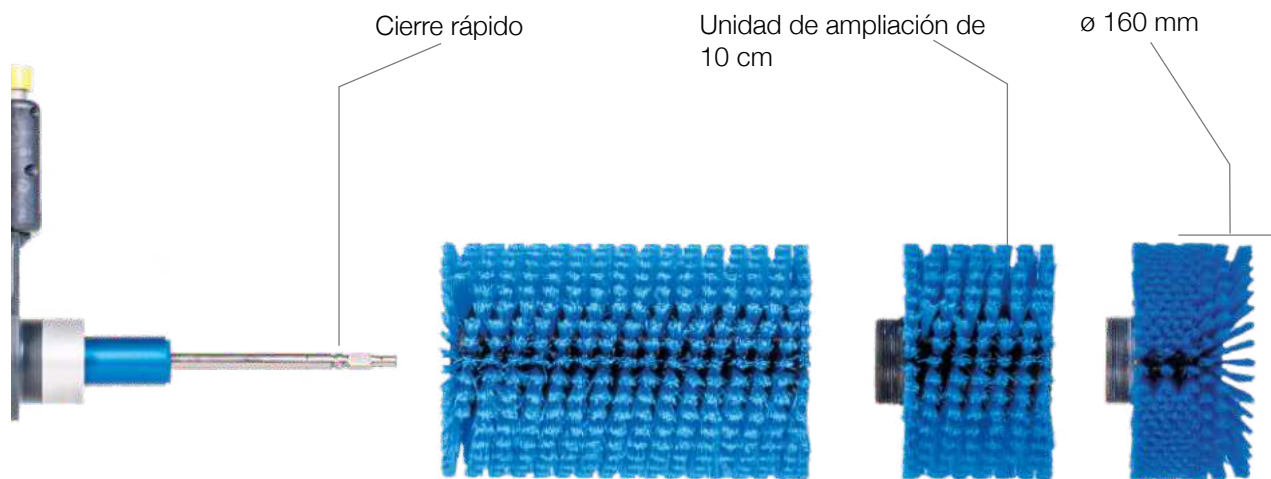 Cierre rápido
Unidad de ampliación de
10 cm
ø 160 mm